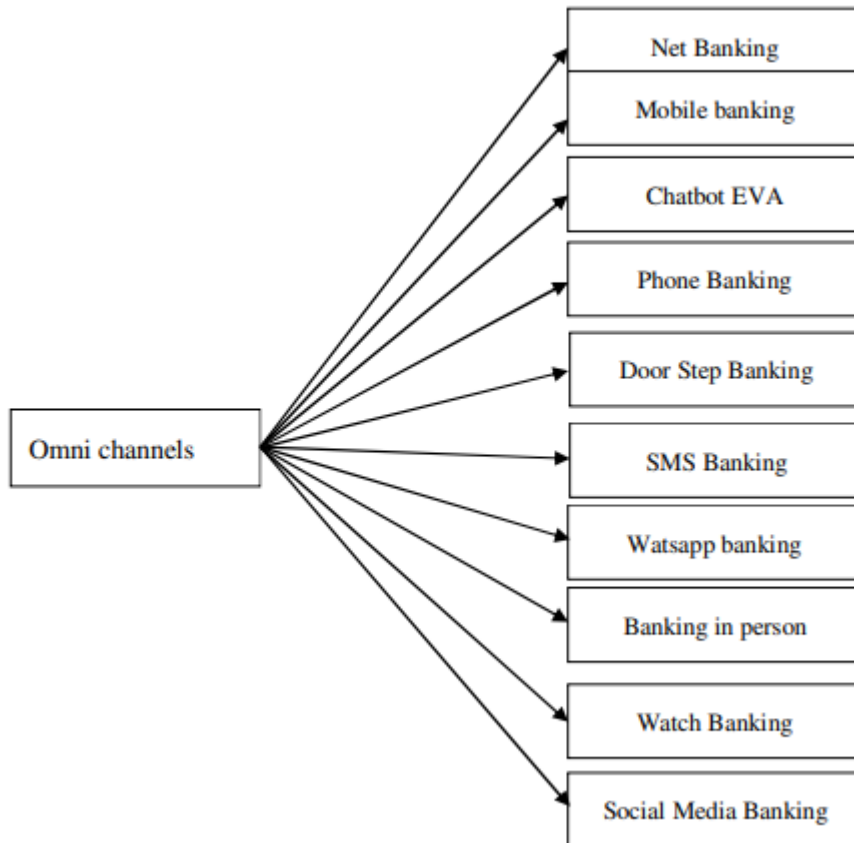 Net Banking
Mobile banking
Chatbot EVA
Phone Banking
Door Step Banking
Omni channels
SMS Banking
Watsapp banking
Banking in person
Watch Banking
Social Media Banking